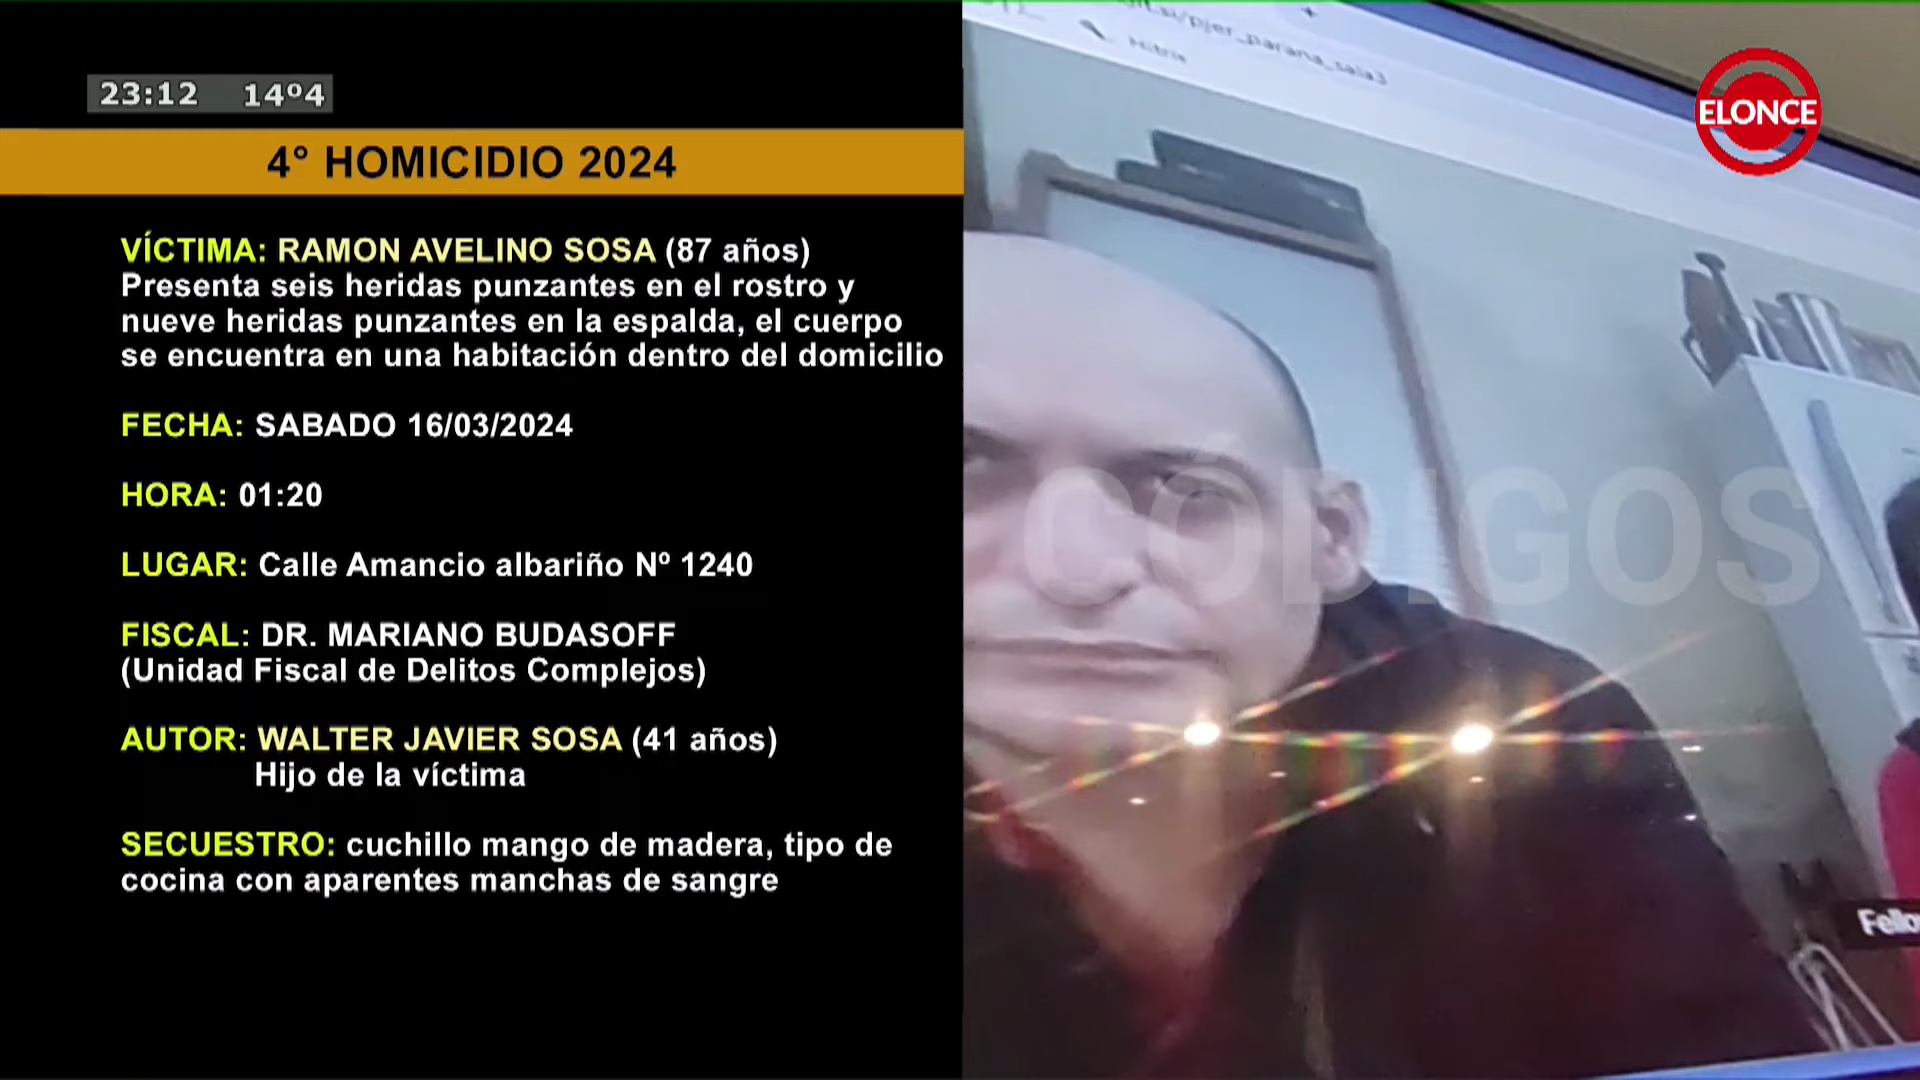 23:12 14º4
4° HOMICIDIO 2024
VÍCTIMA: RAMON AVELINO SOSA (87 años)
Presenta seis heridas punzantes en el rostro y
nueve heridas punzantes en la espalda, el cuerpo
se encuentra en una habitación dentro del domicilio
FECHA: SABADO 16/03/2024
HORA: 01:20
LUGAR: Calle Amancio albariño Nº 1240
FISCAL: DR. MARIANO BUDASOFF
(Unidad Fiscal de Delitos Complejos)
AUTOR: WALTER JAVIER SOSA (41 años)
Hijo de la víctima
SECUESTRO: cuchillo mango de madera, tipo de
cocina con aparentes manchas de sangre
/pjer_parana_sala3
ELONCE
CÓDIGOS